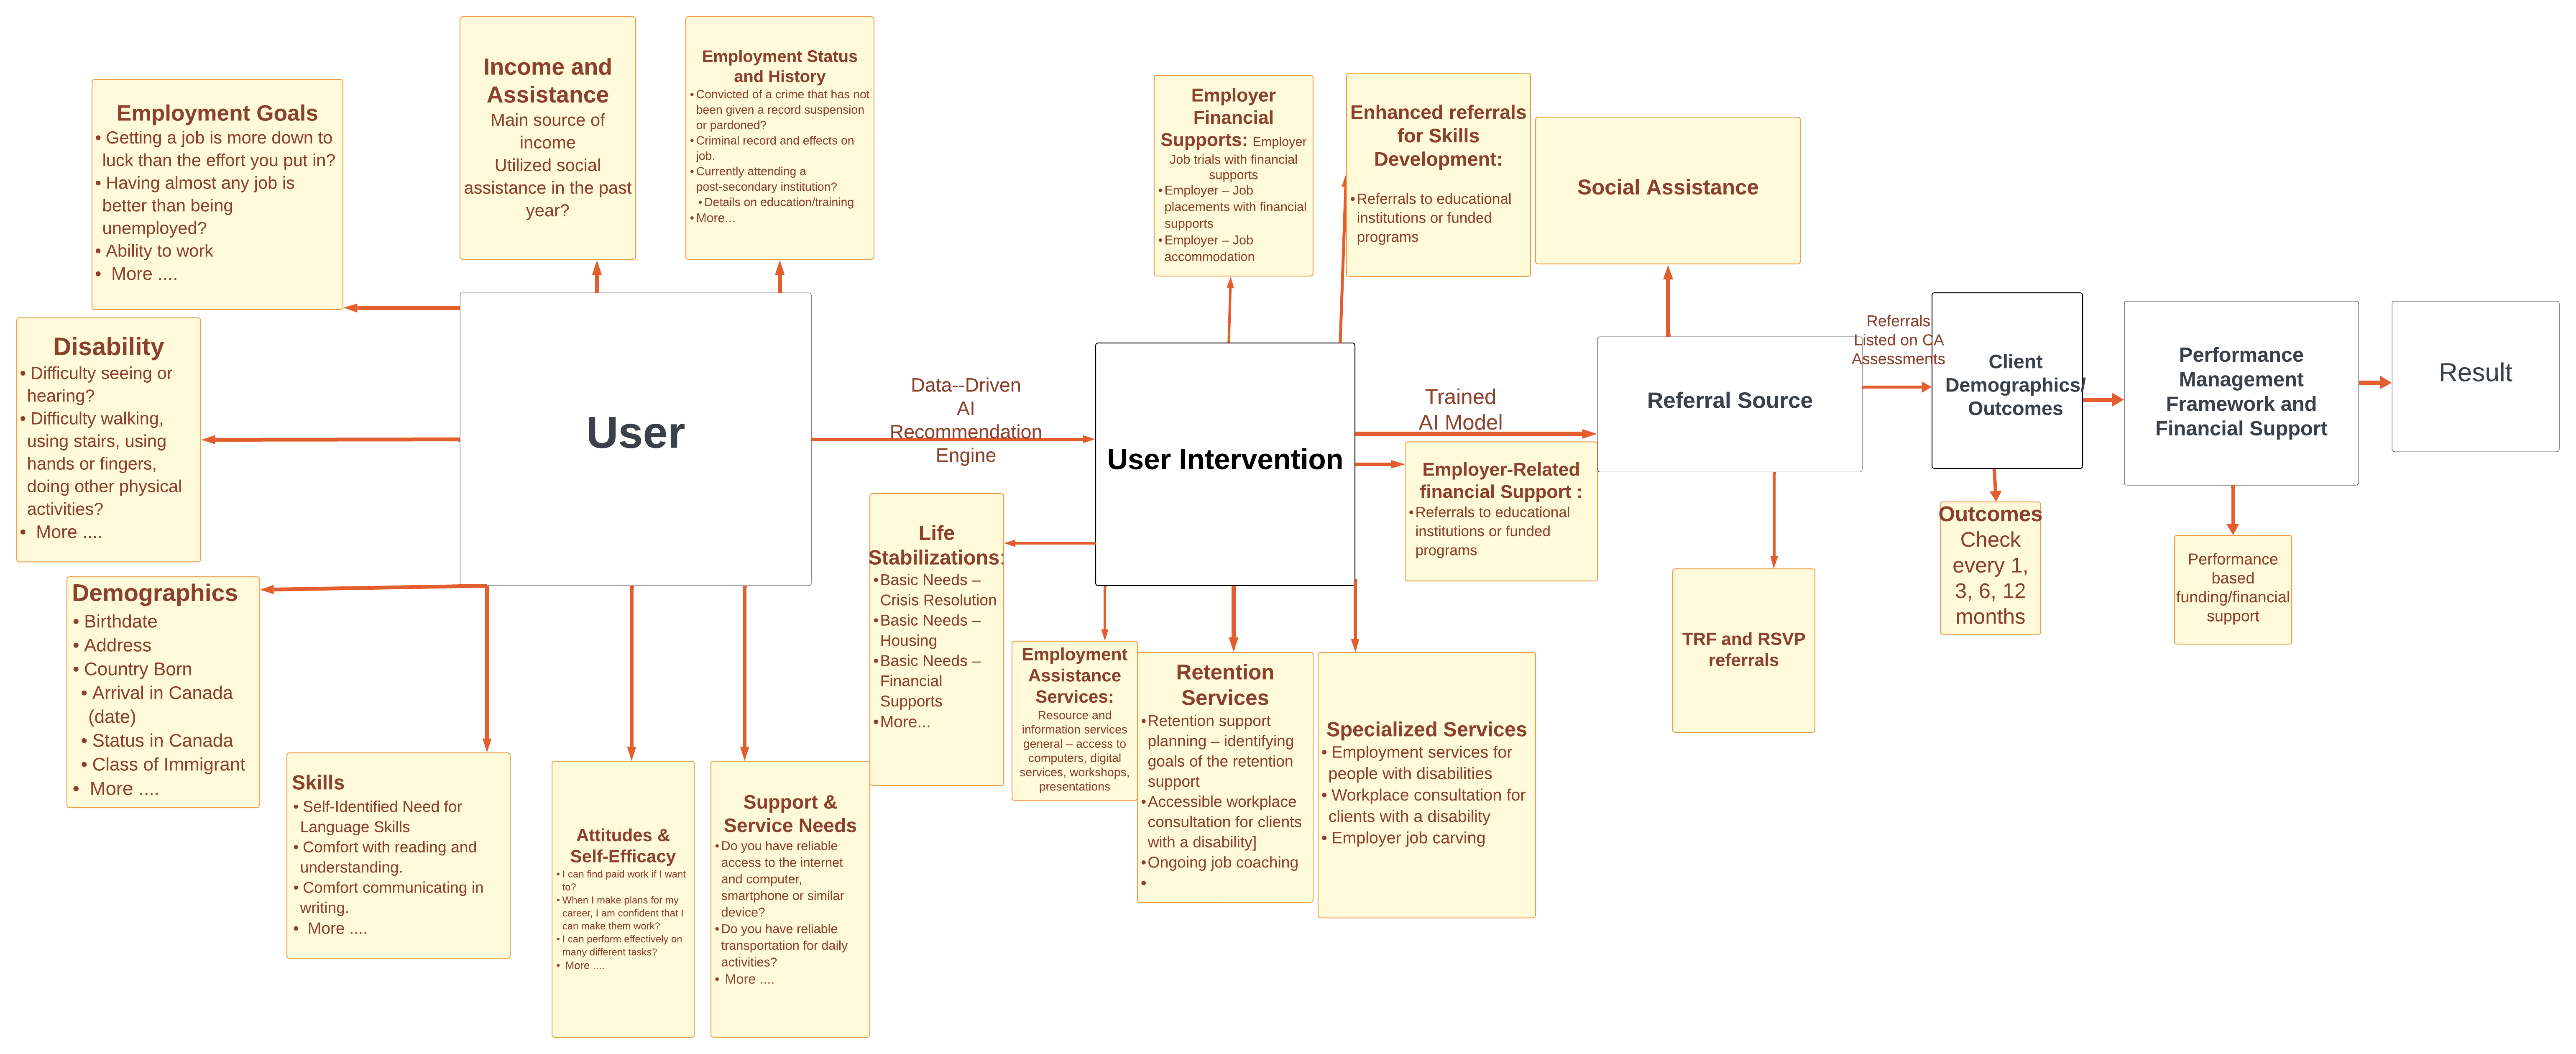 Employment Goals
• Getting a job is more down to
luck than the effort you put in?
• Having almost any job is
better than being
unemployed?
• Ability to work
• More ....
Income and
Assistance
Main source of
income
Utilized social
assistance in the past
year?
Employment Status
and History
• Convicted of a crime that has not
been given a record suspension
or pardoned?
• Criminal record and effects on
job.
• Currently attending a
post-secondary institution?
• Details on education/training
• More...
Disability
• Difficulty seeing or
hearing?
• Difficulty walking,
using stairs, using
hands or fingers,
doing other physical
activities?
• More ....
User
Demographics
• Birthdate
• Address
• Country Born
• Arrival in Canada
(date)
• Status in Canada
• Class of Immigrant
• More ....
Skills
• Self-Identified Need for
Language Skills
• Comfort with reading and
understanding.
• Comfort communicating in
writing.
• More ....
Attitudes &
Self-Efficacy
• I can find paid work if I want
to?
• When I make plans for my
career, I am confident that I
can make them work?
• I can perform effectively on
many different tasks?
• More ....
Support &
Service Needs
• Do you have reliable
access to the internet
and computer,
smartphone or similar
device?
• Do you have reliable
transportation for daily
activities?
• More ....
Data--Driven
AI
Recommendation
Engine
Employer
Financial
Supports: Employer
Job trials with financial
supports
• Employer – Job
placements with financial
supports
• Employer – Job
accommodation
Enhanced referrals
for Skills
Development:
• Referrals to educational
institutions or funded
programs
User Intervention
Life
Stabilizations:
• Basic Needs –
Crisis Resolution
• Basic Needs –
Housing
• Basic Needs –
Financial
Supports
• More...
Employment
Assistance
Services:
Resource and
information services
general – access to
computers, digital
services, workshops,
presentations
Retention
Services
• Retention support
planning – identifying
goals of the retention
support
• Accessible workplace
consultation for clients
with a disability]
• Ongoing job coaching
•
Specialized Services
• Employment services for
people with disabilities
• Workplace consultation for
clients with a disability
• Employer job carving
Trained
AI Model
Employer-Related
financial Support :
• Referrals to educational
institutions or funded
programs
Social Assistance
Referral Source
TRF and RSVP
referrals
Referrals
Listed on CA
Assessments
Client
Demographics/
Outcomes
Outcomes
Check
every 1,
3, 6, 12
months
Performance
Management
Framework and
Financial Support
Performance
based
funding/financial
support
Result